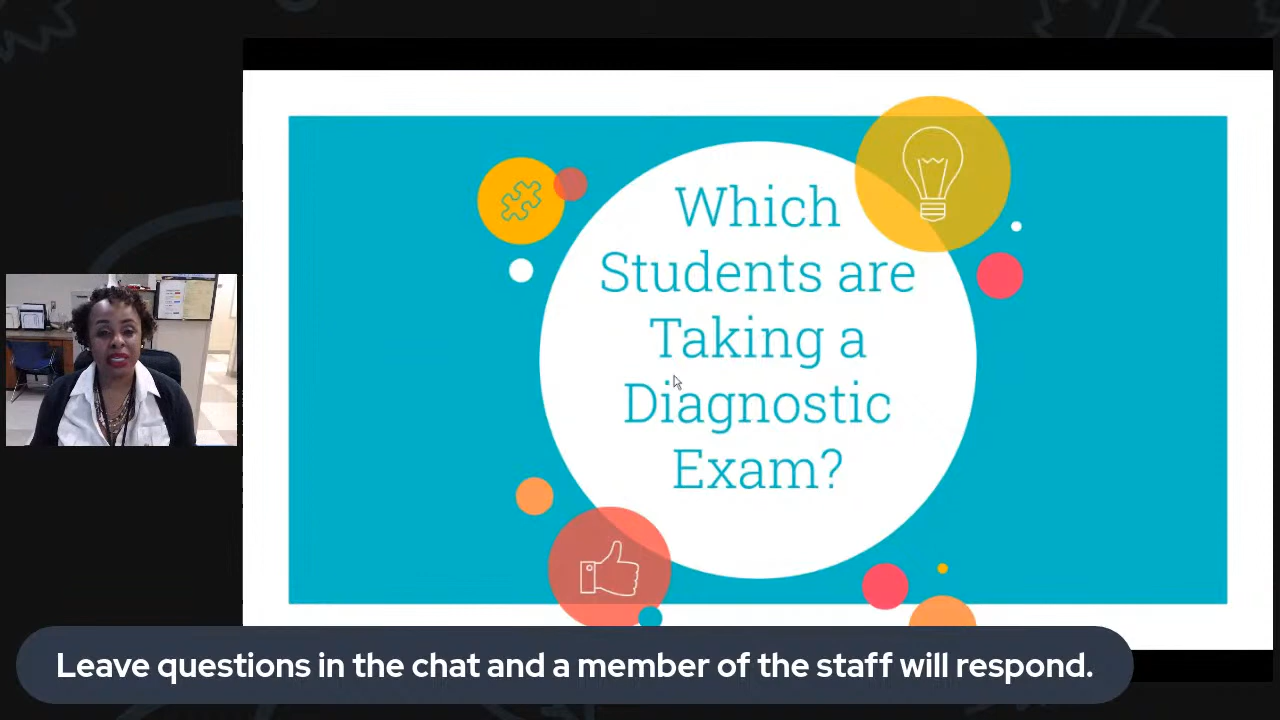 Which
Students are
Taking a
Diagnostic
Exam?
Leave questions in the chat and a member of the staff will respond.